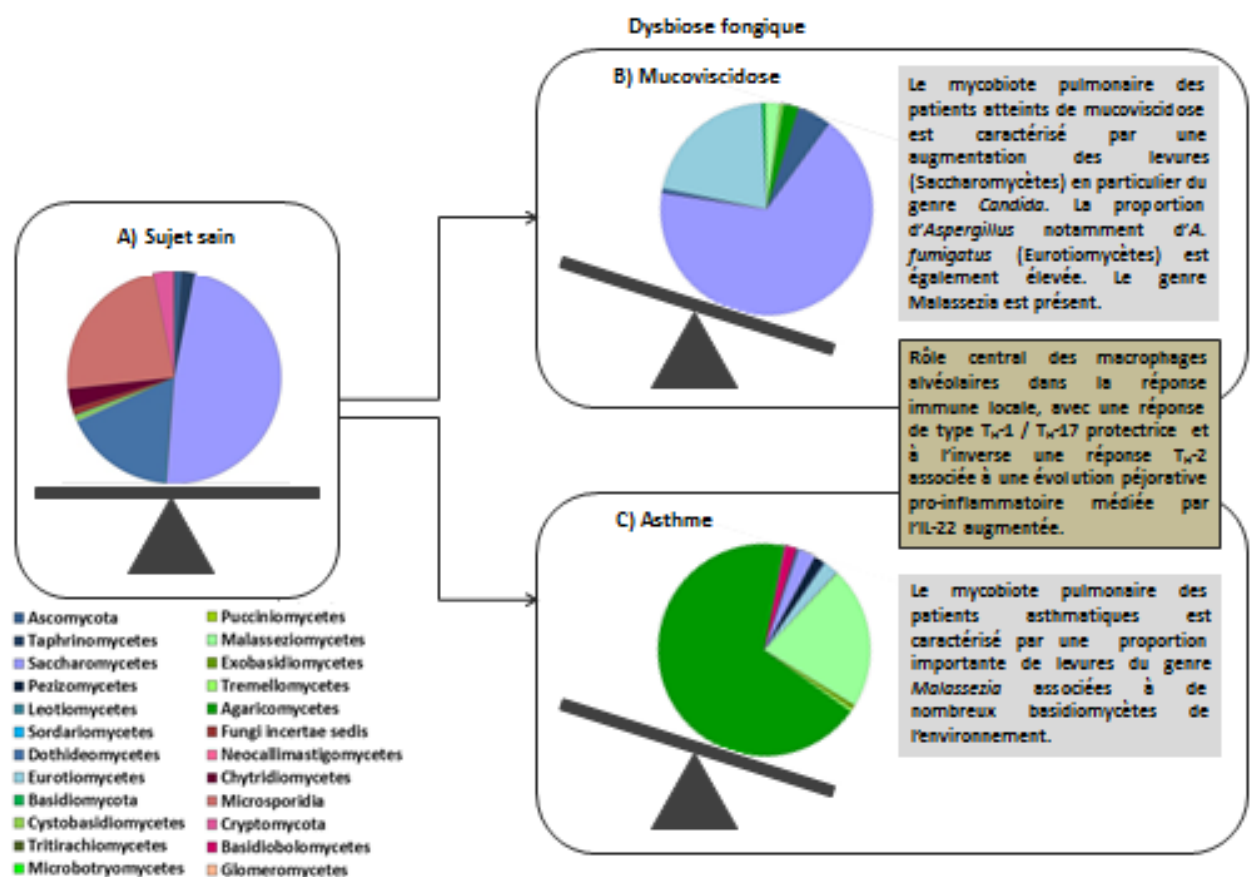 Dysbiose fongique
B) Mucoviscidose
Le mycobiote pulmonaire des
patients atteints de mucoviscidose
est caractérisé par une
augmentation des levures
(Saccharomycètes) en particulier du
genre Candida. La proportion
d'Aspergillus notamment d'A.
fumigatus (Eurotiomycètes) est
également élevée. Le genre
Malassezia est présent.
A) Sujet sain
Rôle central des macrophages
alvéolaires dans la réponse
immune locale, avec une réponse
de type TH-1 / TH-17 protectrice et
à l'inverse une réponse TH-2
associée à une évolution péjorative
pro-inflammatoire médiée par
l'IL-22 augmentée.
C) Asthme
Le mycobiote pulmonaire des
patients asthmatiques est
caractérisé par une proportion
importante de levures du genre
Malassezia associées à de
nombreux basidiomycètes de
l'environnement.
Ascomycota
Taphrinomycetes
Saccharomycetes
Pezizomycetes
Leotiomycetes
Sordariomycetes
Dothideomycetes
Eurotiomycetes
Basidiomycota
Cystobasidiomycetes
Tritirachiomycetes
Microbotryomycetes
Pucciniomycetes
Malasseziomycetes
Exobasidiomycetes
Tremellomycetes
Agaricomycetes
Fungi incertae sedis
Neocallimastigomycetes
Chytridiomycetes
Microsporidia
Cryptomycota
Basidiobolomycetes
Glomeromycetes